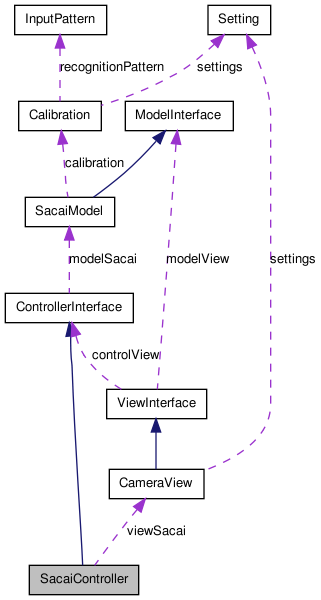 InputPattern
Setting
recognitionPattern
settings
Calibration
ModelInterface
calibration
SacaiModel
modelSacai
modelView
settings
ControllerInterface
controlView
ViewInterface
CameraView
viewSacai
SacaiController